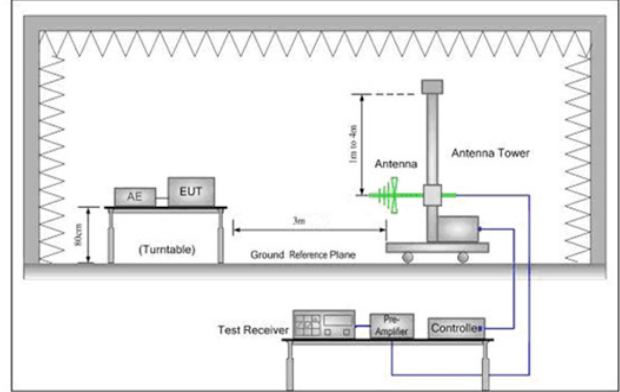 1m to 4m
Antenna
Antenna Tower
AE
EUT
80cm
3m
(Turntable)
Ground Reference Plane
Test Receiver
Pre-
Amplifier
Controller